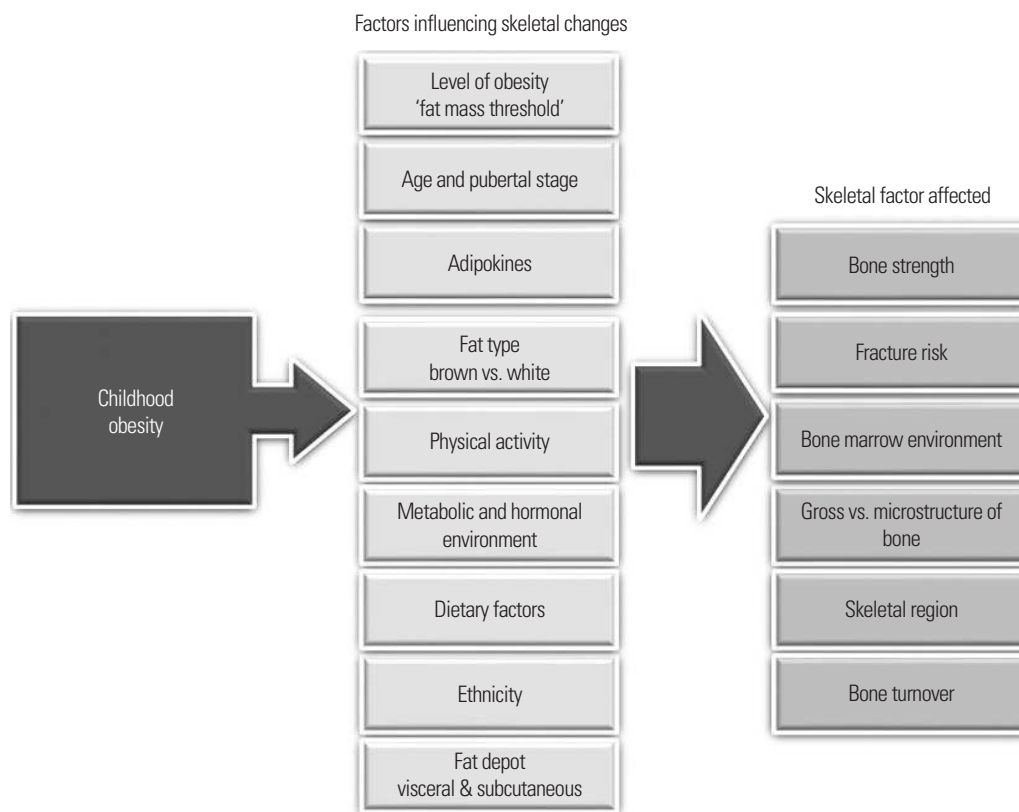 Factors influencing skeletal changes
Level of obesity
‘fat mass threshold’
Age and pubertal stage
Adipokines
Fat type
brown vs. white
Physical activity
Metabolic and hormonal
environment
Dietary factors
Ethnicity
Fat depot
visceral & subcutaneous
Childhood
obesity
Skeletal factor affected
Bone strength
Fracture risk
Bone marrow environment
Gross vs. microstructure of
bone
Skeletal region
Bone turnover